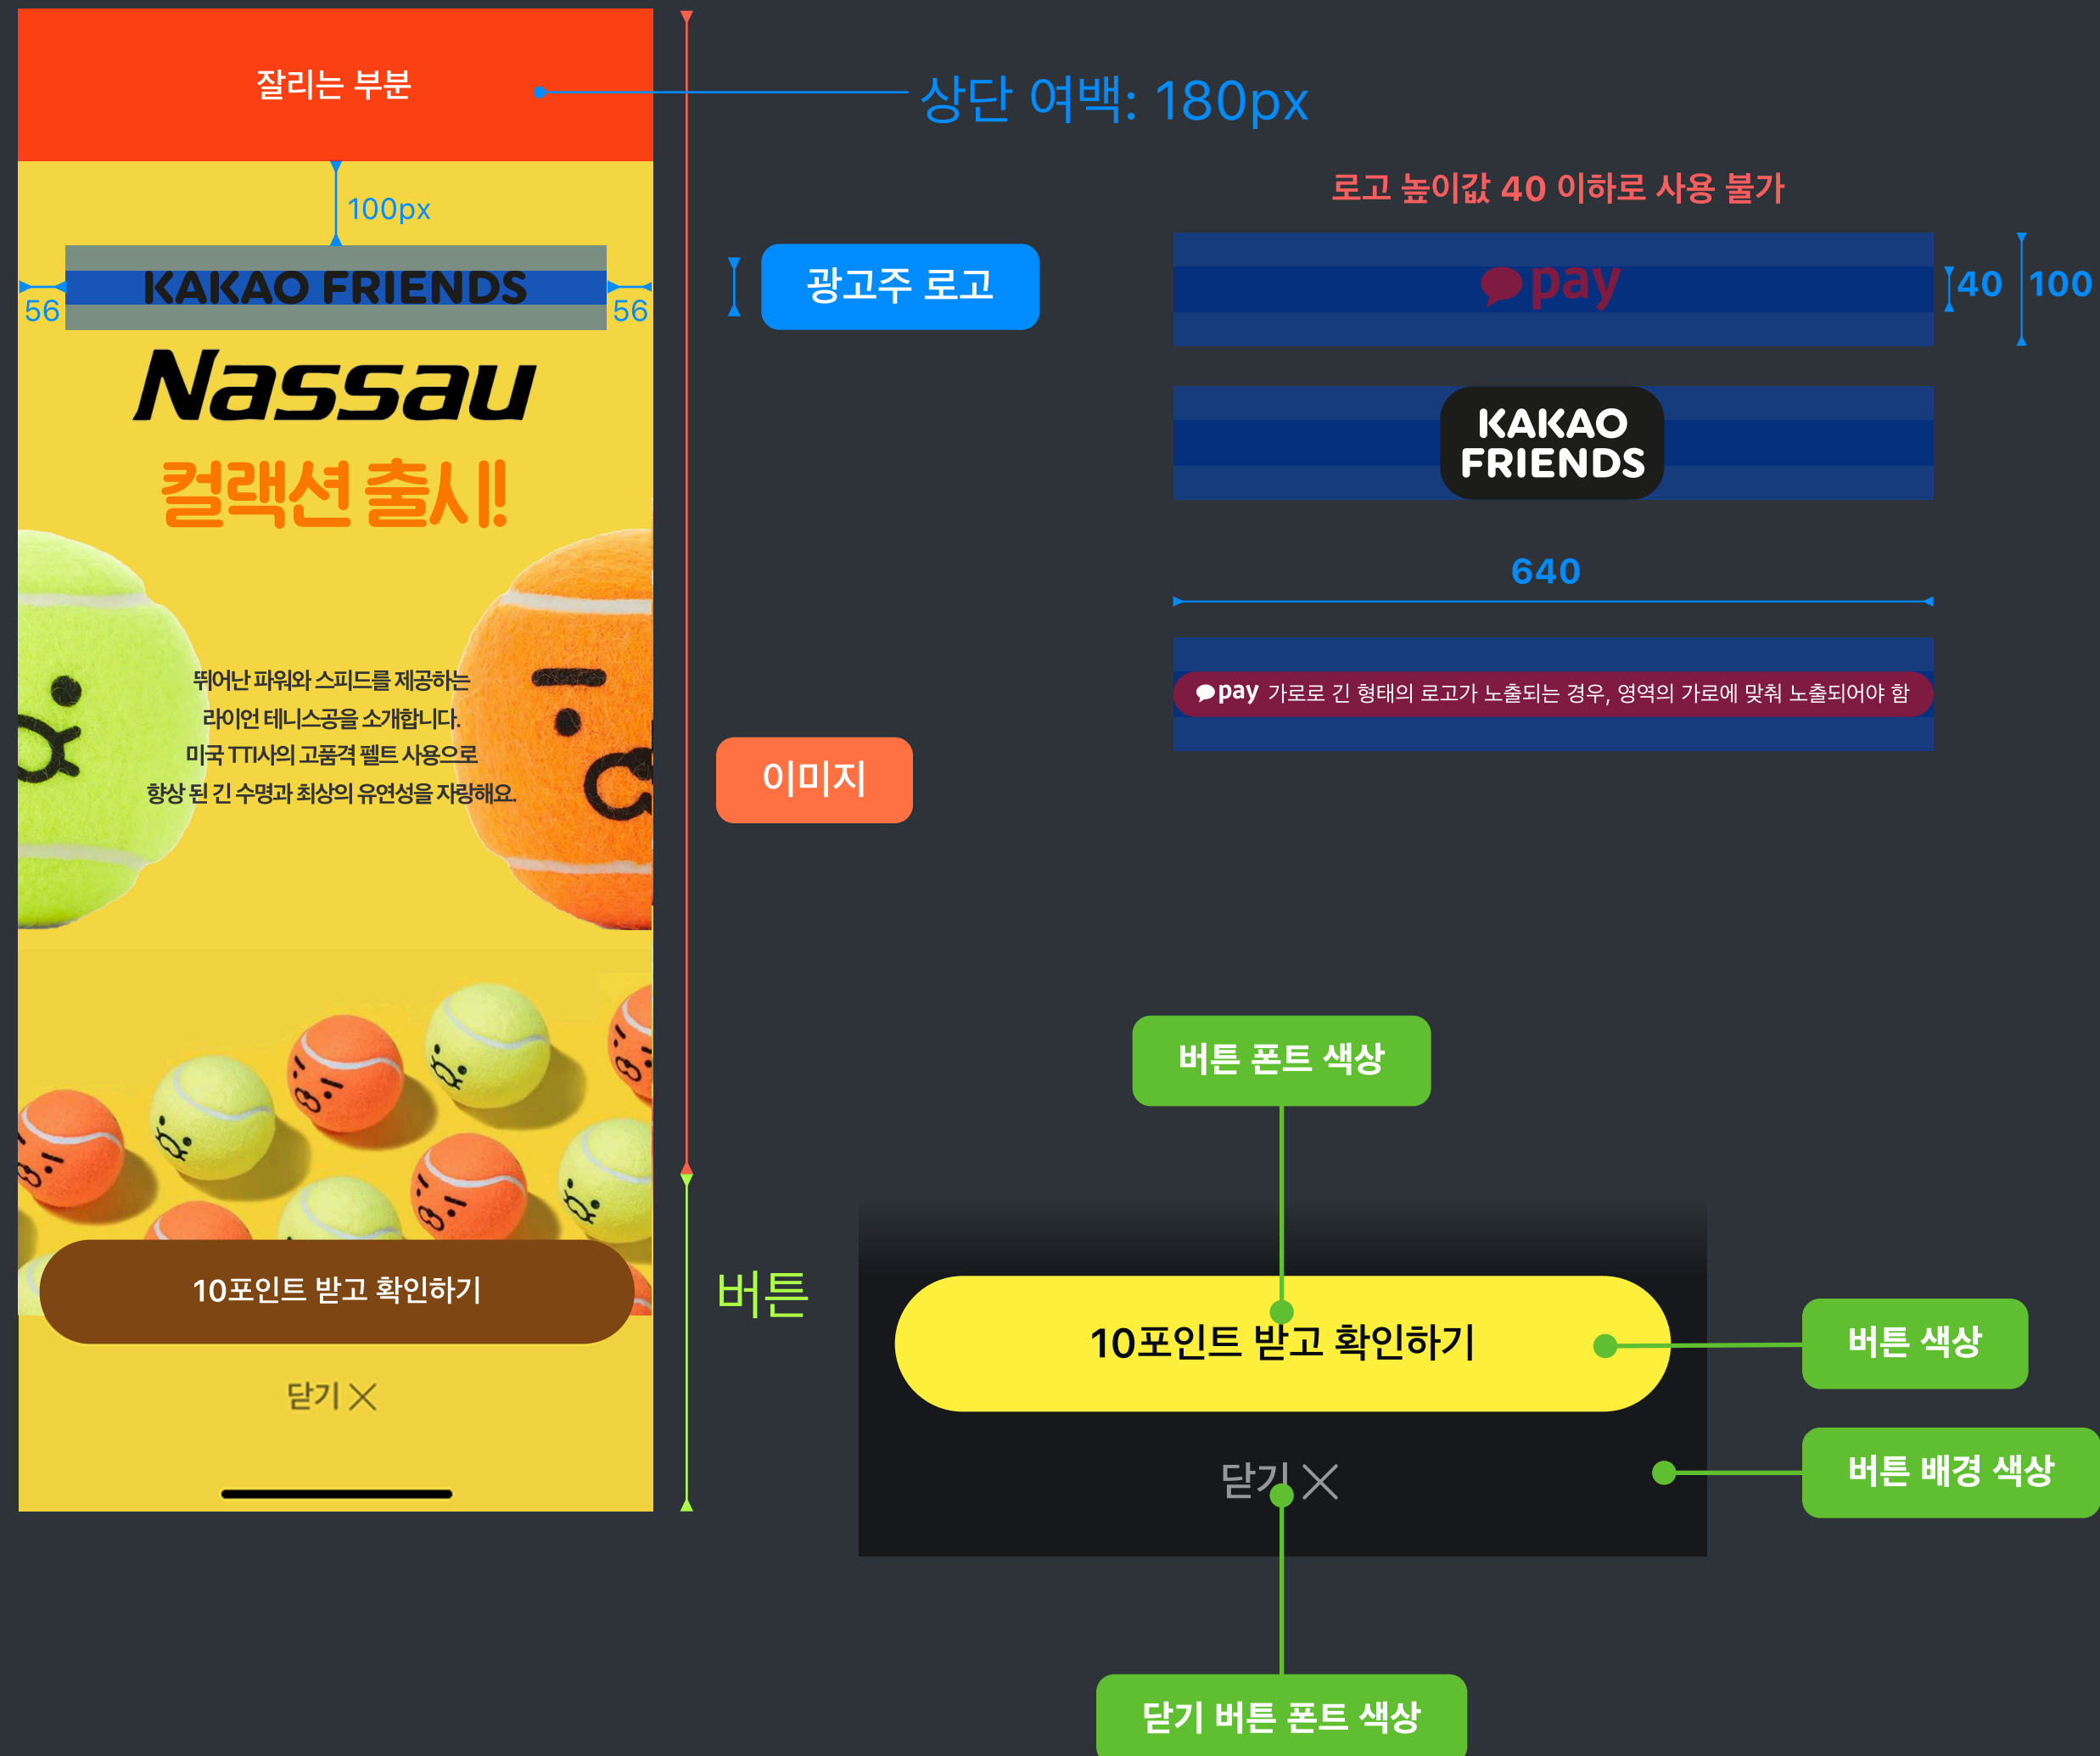 잘리는 부분
상단 여백: 180px
100px
KAKAO FRIENDS
56
56
Nassau
컬랙션 출시!
뛰어난 파워와 스피드를 제공하는
라이언 테니스공을 소개합니다.
미국 TTI사의 고품격 펠트 사용으로
향상 된 긴 수명과 최상의 유연성을 자랑해요.
10포인트 받고 확인하기
닫기
광고주 로고
이미지
버튼
로고 높이값 40 이하로 사용 불가
pay
40
100
KAKAO
FRIENDS
640
pay 가로로 긴 형태의 로고가 노출되는 경우, 영역의 가로에 맞춰 노출되어야 함
버튼 폰트 색상
10포인트 받고 확인하기
버튼 색상
닫기
버튼 배경 색상
닫기 버튼 폰트 색상